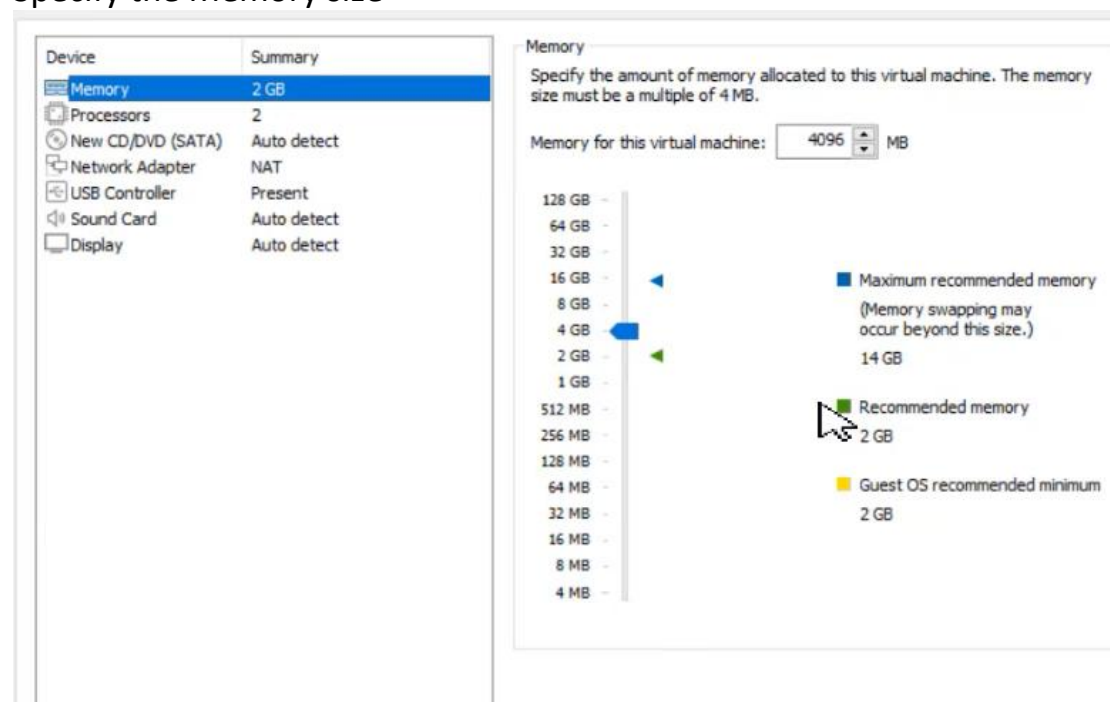 specify the memory size
Device Summary
Memory 2 GB
Processors 2
New CD/DVD (SATA) Auto detect
Network Adapter NAT
USB Controller Present
Sound Card Auto detect
Display Auto detect
Memory
Specify the amount of memory allocated to this virtual machine. The memory
size must be a multiple of 4 MB.
Memory for this virtual machine: 4096 MB
128 GB
64 GB
32 GB
16 GB
8 GB
4 GB
2 GB
1 GB
512 MB
256 MB
128 MB
64 MB
32 MB
16 MB
8 MB
4 MB
Maximum recommended memory
(Memory swapping may
occur beyond this size.)
14 GB
Recommended memory
2 GB
Guest OS recommended minimum
2 GB